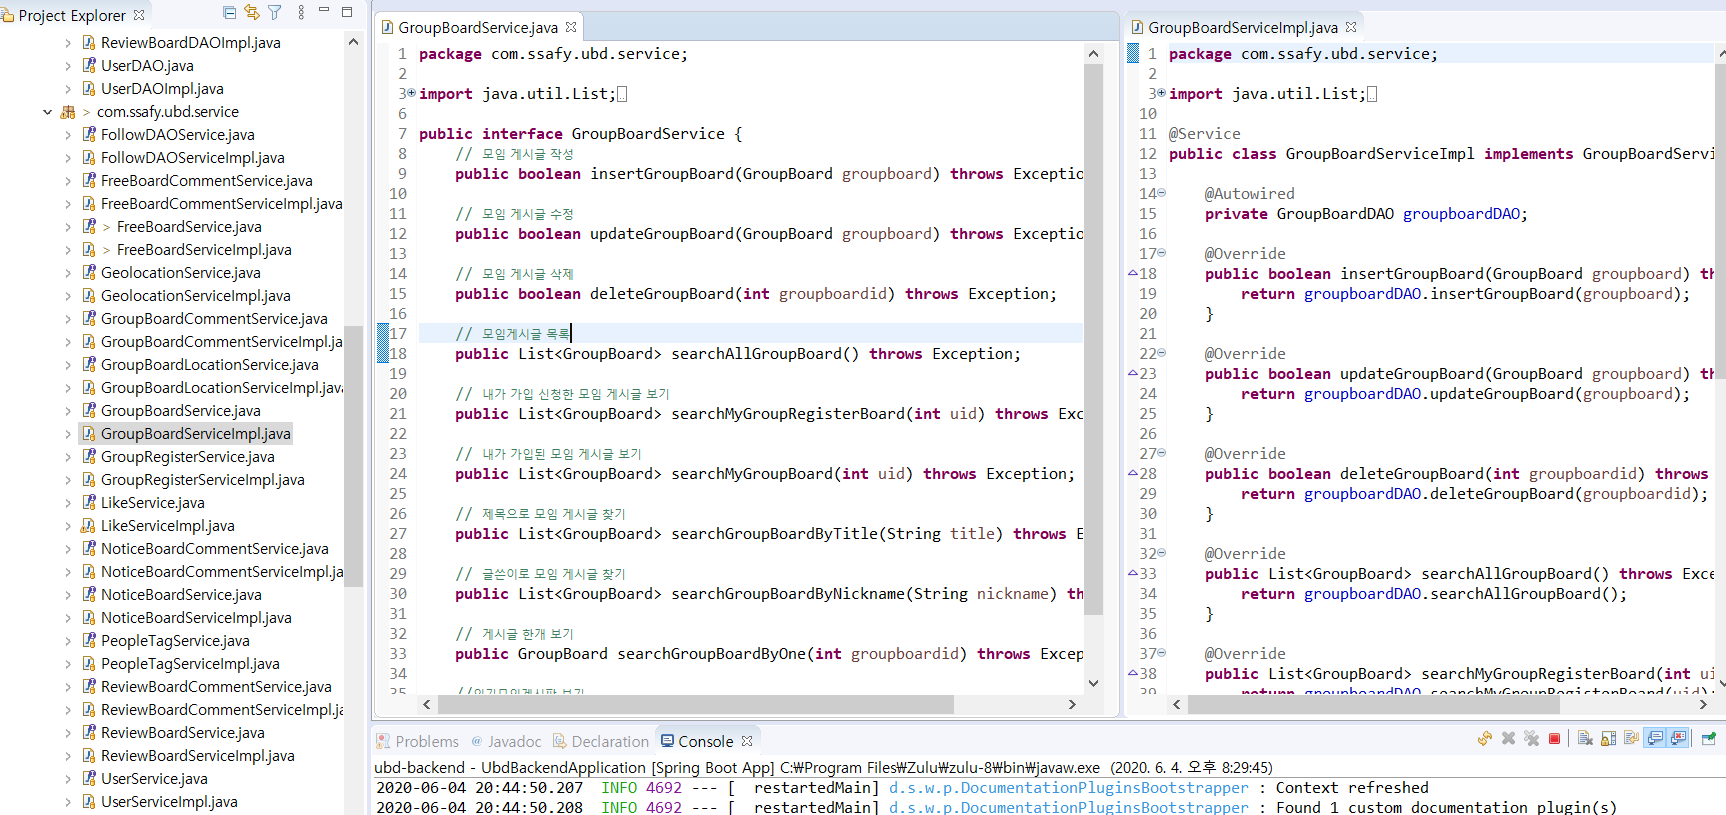 Project Explorer
ReviewBoardDAOImpl.java
UserDAO.java
UserDAOImpl.java
> com.ssafy.ubd.service
FollowDAOService.java
FollowDAOServiceImpl.java
FreeBoardCommentService.java
FreeBoardCommentServiceImpl.java
> FreeBoardService.java
> FreeBoardServiceImpl.java
GeolocationService.java
GeolocationServiceImpl.java
GroupBoardCommentService.java
GroupBoardCommentServiceImpl.ja
GroupBoardLocationService.java
GroupBoardLocationServiceImpl.java
GroupBoardService.java
GroupBoardServiceImpl.java
GroupRegisterService.java
GroupRegisterServiceImpl.java
LikeService.java
LikeServiceImpl.java
NoticeBoardCommentService.java
NoticeBoardCommentServiceImpl.ja
NoticeBoardService.java
NoticeBoardServiceImpl.java
PeopleTagService.java
PeopleTagServiceImpl.java
ReviewBoardCommentService.java
ReviewBoardCommentServiceImpl.ja
ReviewBoardService.java
ReviewBoardServiceImpl.java
UserService.java
UserServiceImpl.java
GroupBoardService.java
1 package com.ssafy.ubd.service;
2
3 import java.util.List;
6
7 public interface GroupBoardService {
8 // 모임 게시글 작성
9 public boolean insertGroupBoard(GroupBoard groupboard) throws Exceptio
10
11 // 모임 게시글 수정
12 public boolean updateGroupBoard(GroupBoard groupboard) throws Exceptio
13
14 // 모임 게시글 삭제
15 public boolean deleteGroupBoard(int groupboardid) throws Exception;
16
17 // 모임게시글 목록
18 public List<GroupBoard> searchAllGroupBoard() throws Exception;
19
20 // 내가 가입 신청한 모임 게시글 보기
21 public List<GroupBoard> searchMyGroupRegisterBoard(int uid) throws Exc
22
23 // 내가 가입된 모임 게시글 보기
24 public List<GroupBoard> searchMyGroupBoard(int uid) throws Exception;
25
26 // 제목으로 모임 게시글 찾기
27 public List<GroupBoard> searchGroupBoardByTitle(String title) throws E
28
29 // 글쓴이로 모임 게시글 찾기
30 public List<GroupBoard> searchGroupBoardByNickname(String nickname) th
31
32 // 게시글 한개 보기
33 public GroupBoard searchGroupBoardByOne(int groupboardid) throws Excep
34
35 //인기모임게시판 보기
GroupBoardServiceImpl.java
1 package com.ssafy.ubd.service;
2
3 import java.util.List;
10
11 @Service
12 public class GroupBoardServiceImpl implements GroupBoardServi
13
14 @Autowired
15 private GroupBoardDAO groupboardDAO;
16
17 @Override
18 public boolean insertGroupBoard(GroupBoard groupboard) th
19 return groupboardDAO.insertGroupBoard(groupboard);
20 }
21
22 @Override
23 public boolean updateGroupBoard(GroupBoard groupboard) th
24 return groupboardDAO.updateGroupBoard(groupboard);
25 }
26
27 @Override
28 public boolean deleteGroupBoard(int groupboardid) throws
29 return groupboardDAO.deleteGroupBoard(groupboardid);
30 }
31
32 @Override
33 public List<GroupBoard> searchAllGroupBoard() throws Exce
34 return groupboardDAO.searchAllGroupBoard();
35 }
36
37 @Override
38 public List<GroupBoard> searchMyGroupRegisterBoard(int ui
39 return groupboardDAO.searchMyGroupRegisterBoard(uid);
Problems @ Javadoc Declaration Console
ubd-backend - UbdBackendApplication [Spring Boot App] C:₩Program Files₩Zulu₩zulu-8₩bin₩javaw.exe (2020. 6. 4. 오후 8:29:45)
2020-06-04 20:44:50.207 INFO 4692 --- [ restartedMain] d.s.w.p.DocumentationPluginsBootstrapper : Context refreshed
2020-06-04 20:44:50.208 INFO 4692 --- [ restartedMain] d.s.w.p.DocumentationPluginsBootstrapper : Found 1 custom documentation plugin(s)